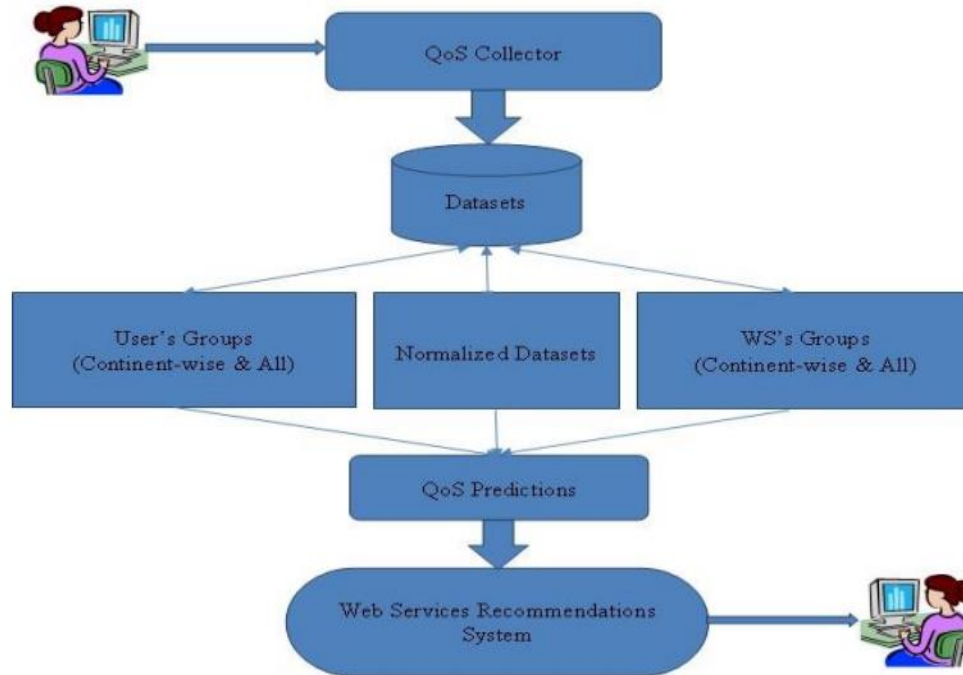 QoS Collector
Datasets
User's Groups
(Continent-wise & All)
Normalized Datasets
WS's Groups
(Continent-wise & All)
QoS Predictions
Web Services Recommendations
System